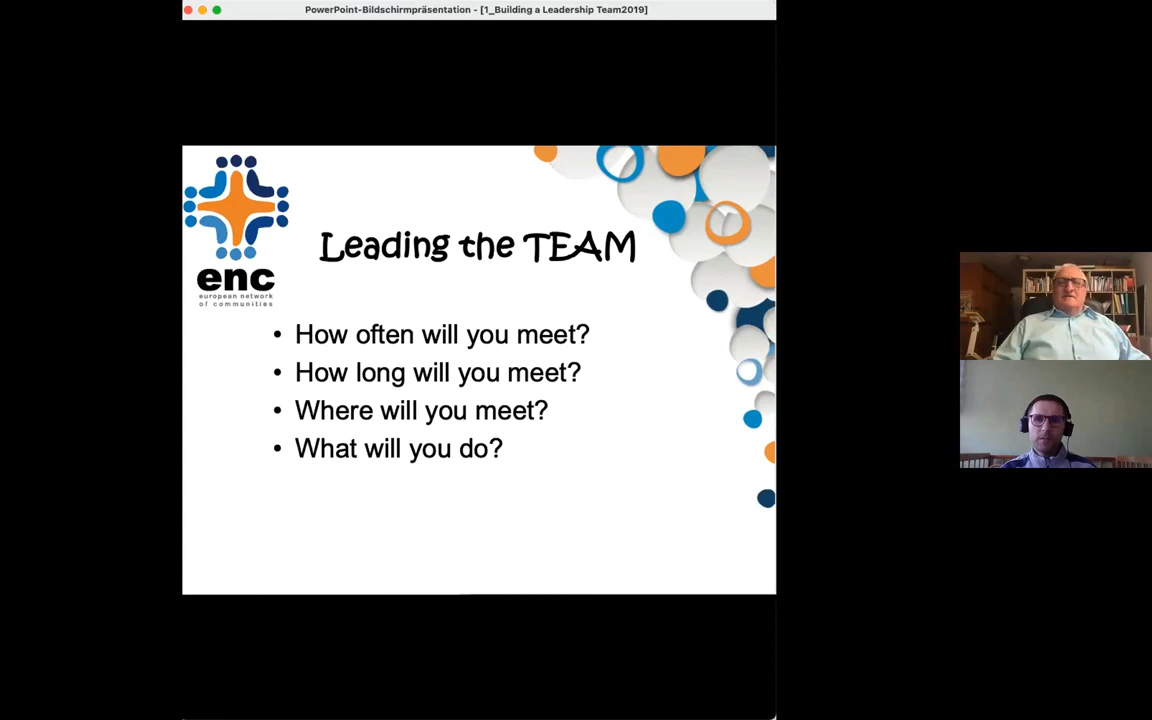 PowerPoint-Bildschirmpräsentation - [1_Building a Leadership Team2019]
enc
european network
of communities
Leading the TEAM
• How often will you meet?
• How long will you meet?
• Where will you meet?
• What will you do?